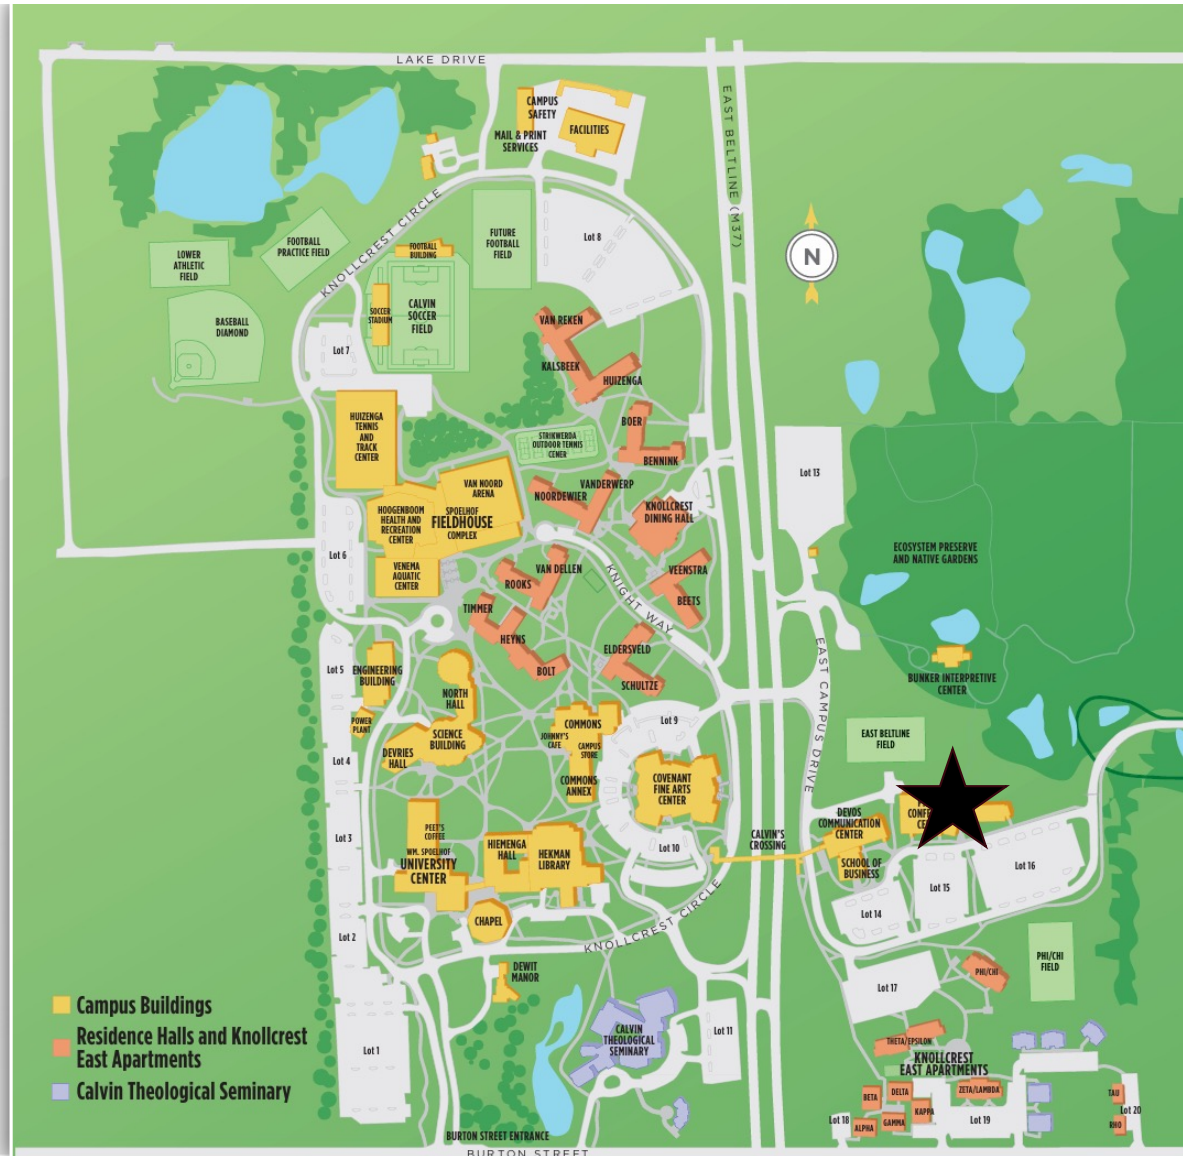 LAKE DRIVE
CAMPUS
SAFETY
MAIL & PRINT
SERVICES
FACILITIES
EAST BELTLINE (M37)
KNOLLCREST CIRCLE
LOWER
ATHLETIC
FIELD
FOOTBALL
PRACTICE FIELD
FOOTBALL
BUILDING
FUTURE
FOOTBALL
FIELD
Lot 8
N
BASEBALL
DIAMOND
SOCCER
STADIUM
CALVIN
SOCCER
FIELD
Lot 7
VAN REKEN
KALSBEEK
HUIZENGA
HUIZENGA
TENNIS
AND
TRACK
CENTER
STRIKWERDA
OUTDOOR TENNIS
CENER
BOER
BENNINK
VAN NOORD
ARENA
NOORDEWIER
VANDERWERP
KNOLLCREST
DINING HALL
Lot 13
HOOGENBOOM
HEALTH AND
RECREATION
CENTER
SPOELHOF
FIELDHOUSE
COMPLEX
Lot 6
VENEMA
AQUATIC
CENTER
ROOKS
VAN DELLEN
KNIGHT WAY
VEENSTRA
BEETS
ECOSYSTEM PRESERVE
AND NATIVE GARDENS
TIMMER
HEYNS
BOLT
ELDERSVELD
SCHULTZE
EAST CAMPUS DRIVE
BUNKER INTERPRETIVE
CENTER
Lot 5
ENGINEERING
BUILDING
NORTH
HALL
POWER
PLANT
SCIENCE
BUILDING
DEVRIES
HALL
Lot 4
COMMONS
JOHNNY'S
CAFE
CAMPUS
STORE
COMMONS
ANNEX
Lot 9
COVENANT
FINE ARTS
CENTER
EAST BELTLINE
FIELD
Lot 3
PEET'S
COFFEE
WM. SPOELHOF
UNIVERSITY
CENTER
HIEMENGA
HALL
HEKMAN
LIBRARY
Lot 10
CALVIN'S
CROSSING
DEVOS
COMMUNICATION
CENTER
SCHOOL OF
BUSINESS
Lot 14
Lot 15
Lot 16
CHAPEL
Lot 2
KNOLLCREST CIRCLE
DEWIT
MANOR
Lot 17
PHI/CHI
PHI/CHI
FIELD
Campus Buildings
Residence Halls and Knollcrest
East Apartments
Calvin Theological Seminary
Lot 1
CALVIN
THEOLOGICAL
SEMINARY
Lot 11
THETA/EPSILON
KNOLLCREST
EAST APARTMENTS
BETA
DELTA
ZETA/LAMBDA
KAPPA
ALPHA
GAMMA
Lot 18
Lot 19
TAU
Lot 20
RHO
BURTON STREET ENTRANCE
BURTON STREET